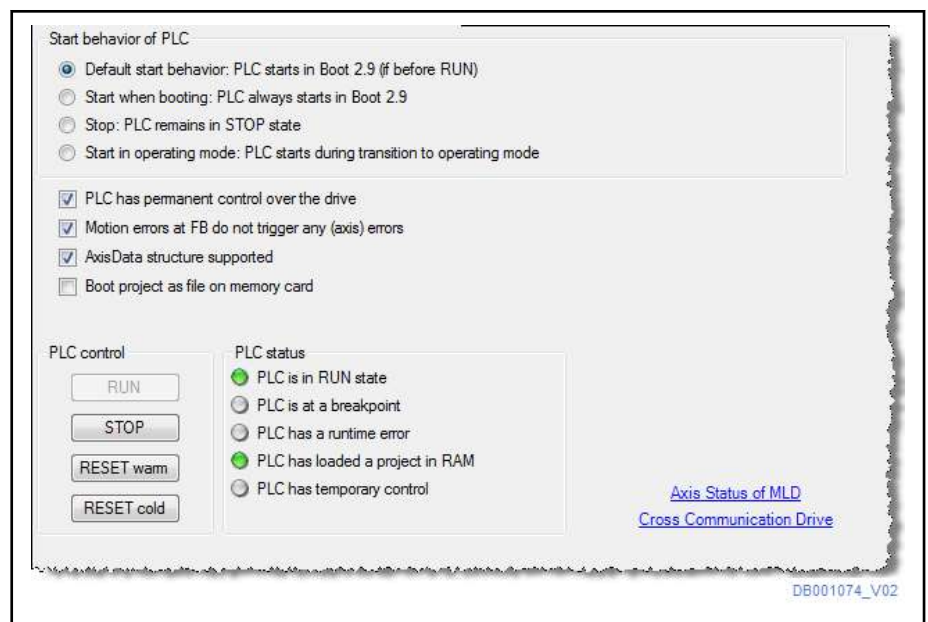 Start behavior of PLC
Default start behavior: PLC starts in Boot 2.9 (if before RUN)
Start when booting: PLC always starts in Boot 2.9
Stop: PLC remains in STOP state
Start in operating mode: PLC starts during transition to operating mode
PLC has permanent control over the drive
Motion errors at FB do not trigger any (axis) errors
AxisData structure supported
Boot project as file on memory card
PLC control
RUN
STOP
RESET warm
RESET cold
PLC status
PLC is in RUN state
PLC is at a breakpoint
PLC has a runtime error
PLC has loaded a project in RAM
PLC has temporary control
Axis Status of MLD
Cross Communication Drive
DB001074_V02